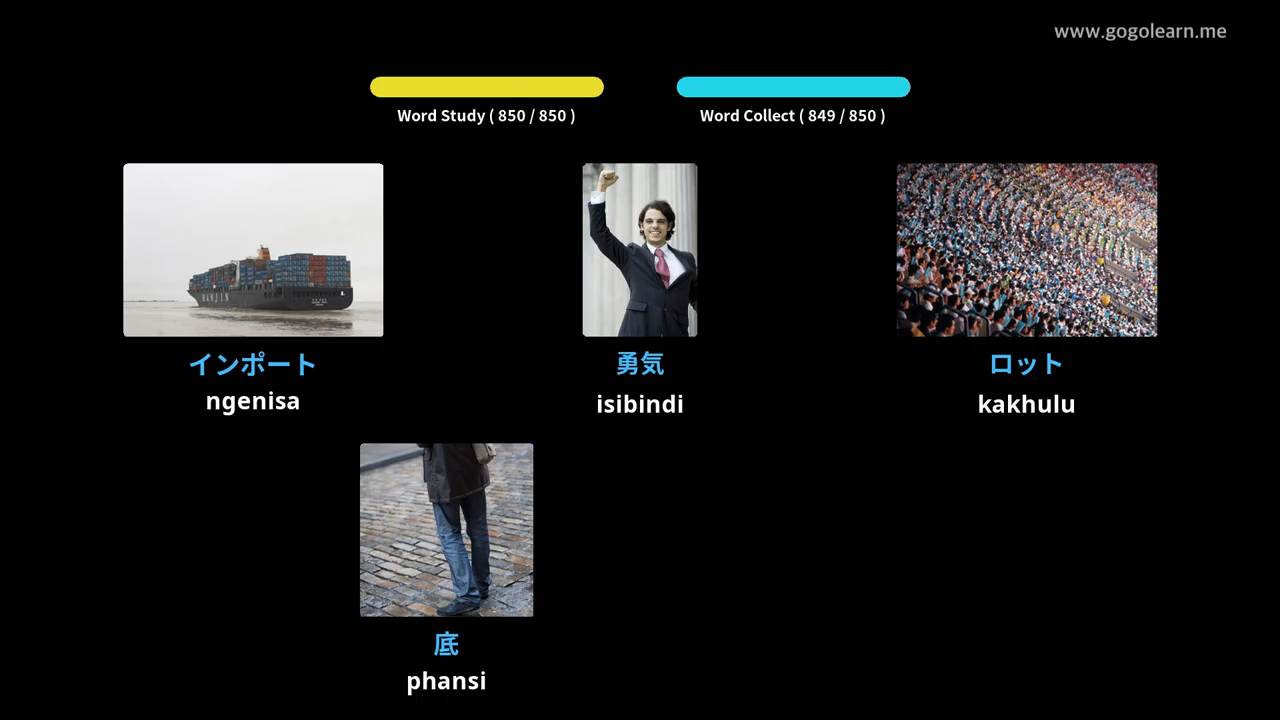 www.gogolearn.me
Word Study ( 850 / 850 )
Word Collect ( 849 / 850 )
インポート
ngenisa
勇気
isibindi
ロット
kakhulu
底
phansi